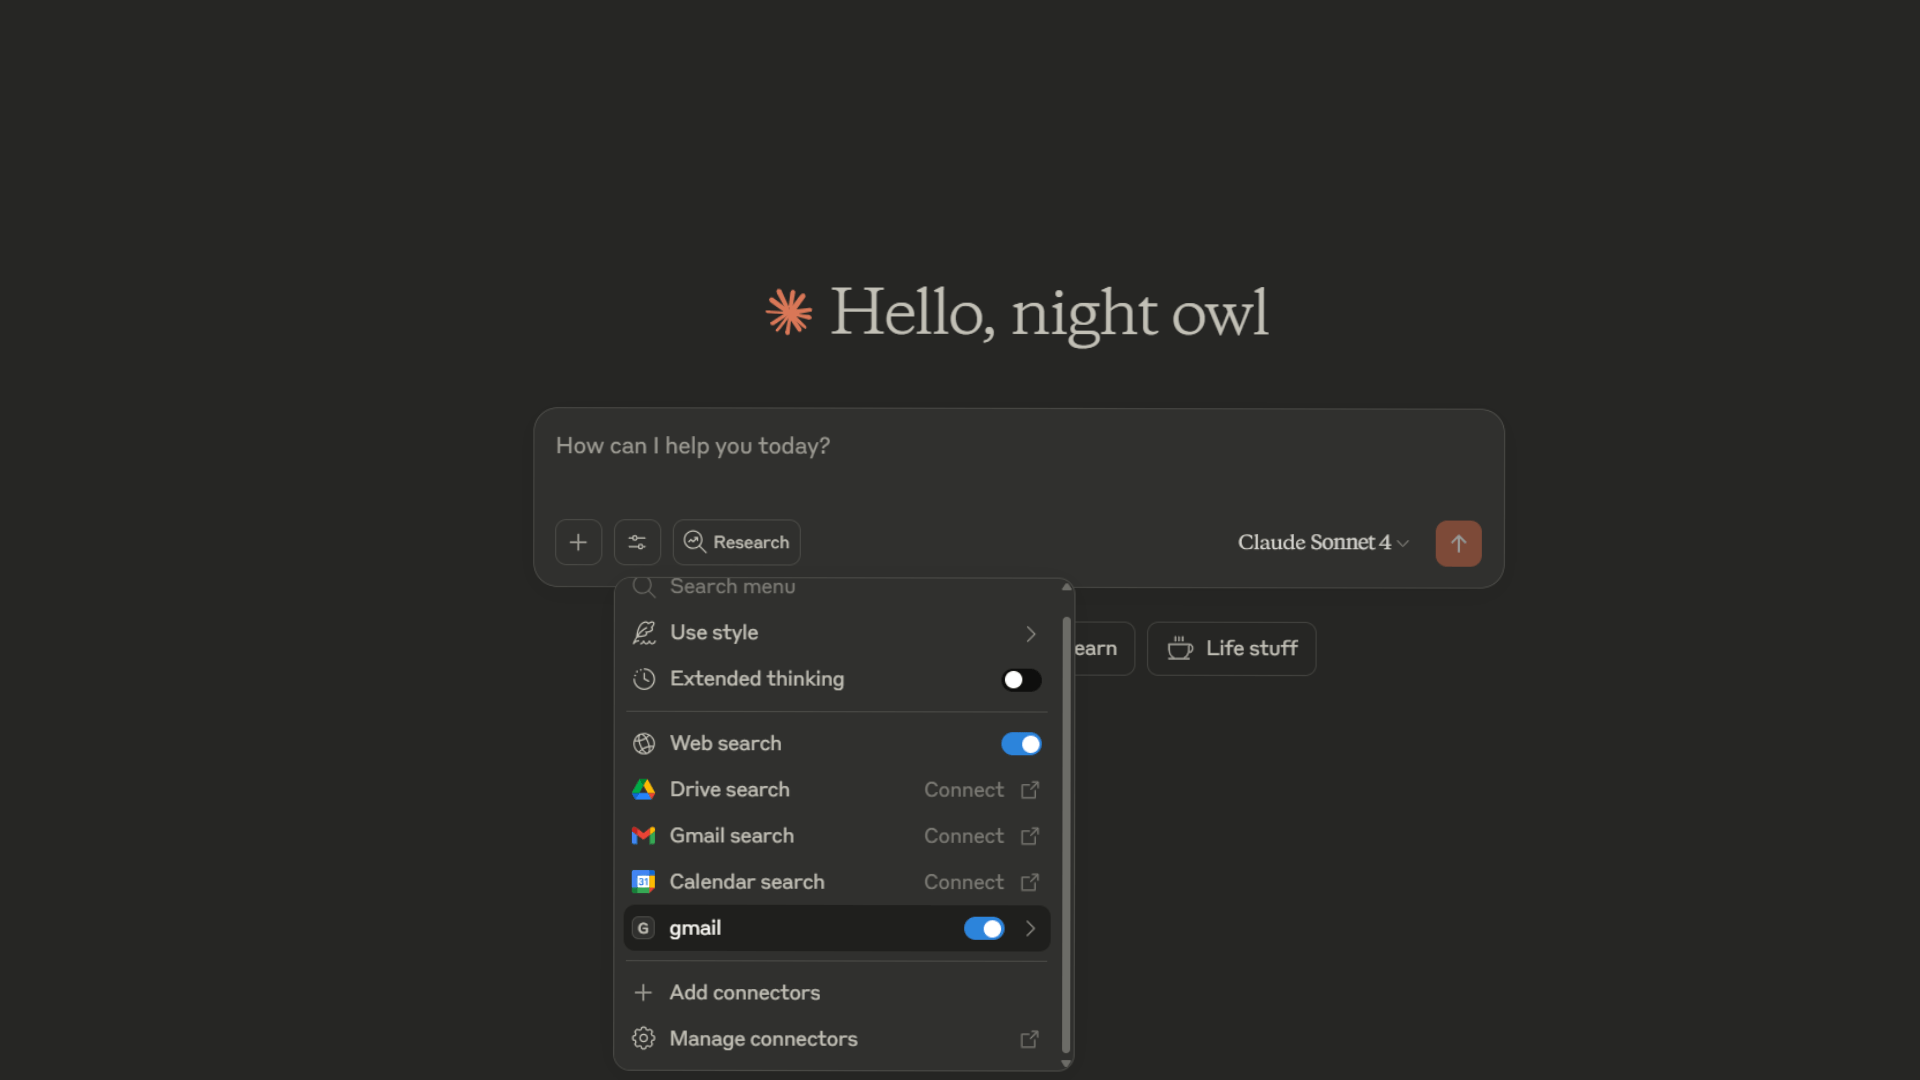 Hello, night owl
How can I help you today?
Research
Claude Sonnet 4
Search menu
Use style
Extended thinking
earn
Life stuff
Web search
Drive search Connect
Gmail search Connect
31
Calendar search Connect
G gmail
Add connectors
Manage connectors